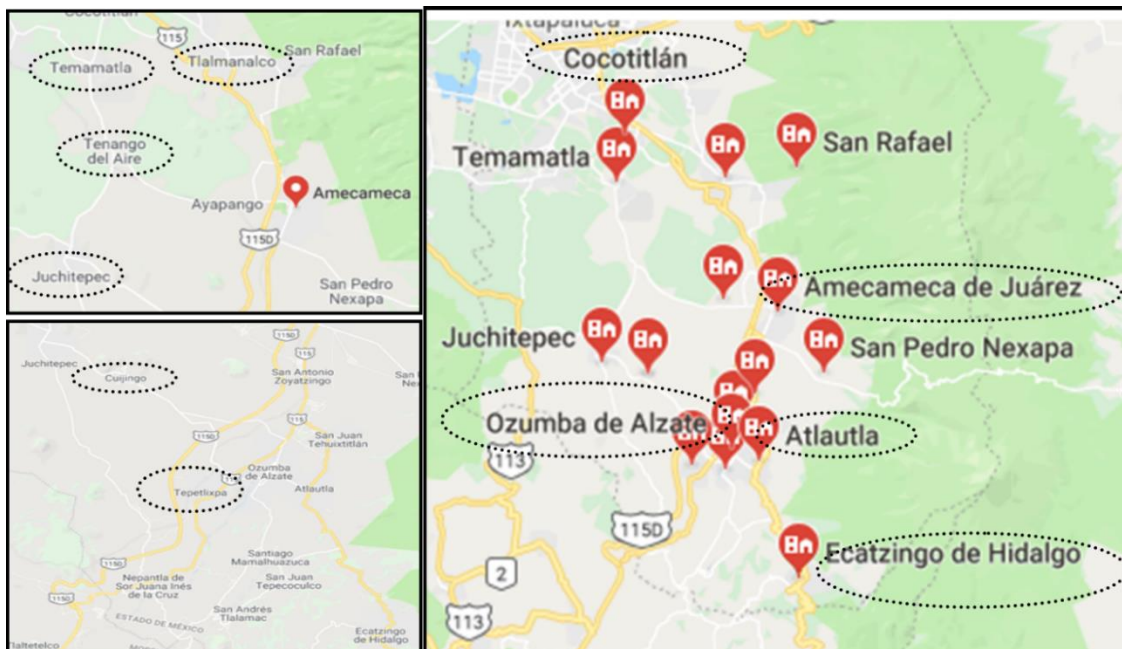 115
San Rafael
Temamatla
Tlalmanalco
Tenango
del Aire
Amecameca
Ayapango
115D
Juchitepec
San Pedro
Nexapa
115D
Juchitepec
115
Cuijingo
San Antonio
Zoyatzingo
115
San Juan
Tehuixtitlán
115D
Ozumba
de Alzate
Tepetlixpa
Atlautla
Santiago
Mamalhuazuca
Nepantla de
Sor Juana Inés
de la Cruz
San Juan
Tepecoculco
115D
San Andrés
Tlalamac
ESTADO DE MÉXICO
Ecatzingo
de Hidalgo
Ixtapaluca
Cocotitlán
San Rafael
Temamatla
Amecameca de Juárez
Juchitepec
San Pedro Nexapa
Ozumba de Alzate
Atlautla
113
115D
Ecatzingo de Hidalgo
2
113